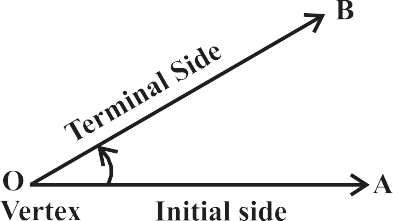 B
Terminal Side
O
A
Vertex
Initial side